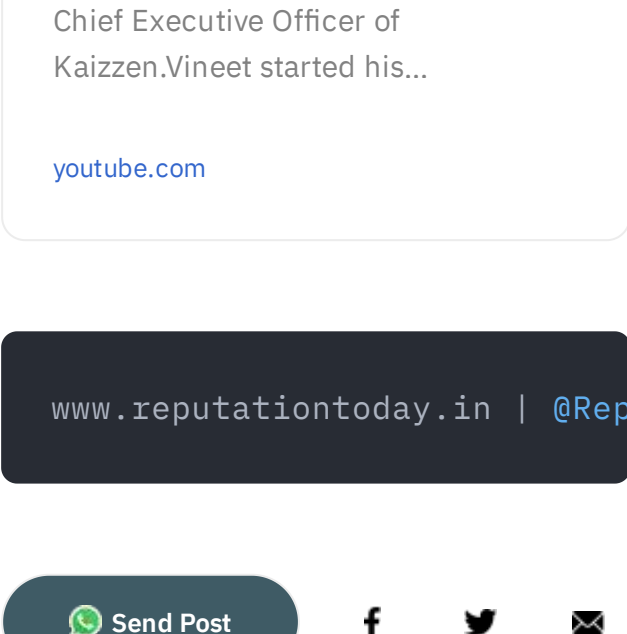 Chief Executive Officer of
Kaizzen.Vineet started his...
youtube.com
www.reputationtoday.in | @Rep
Send Post